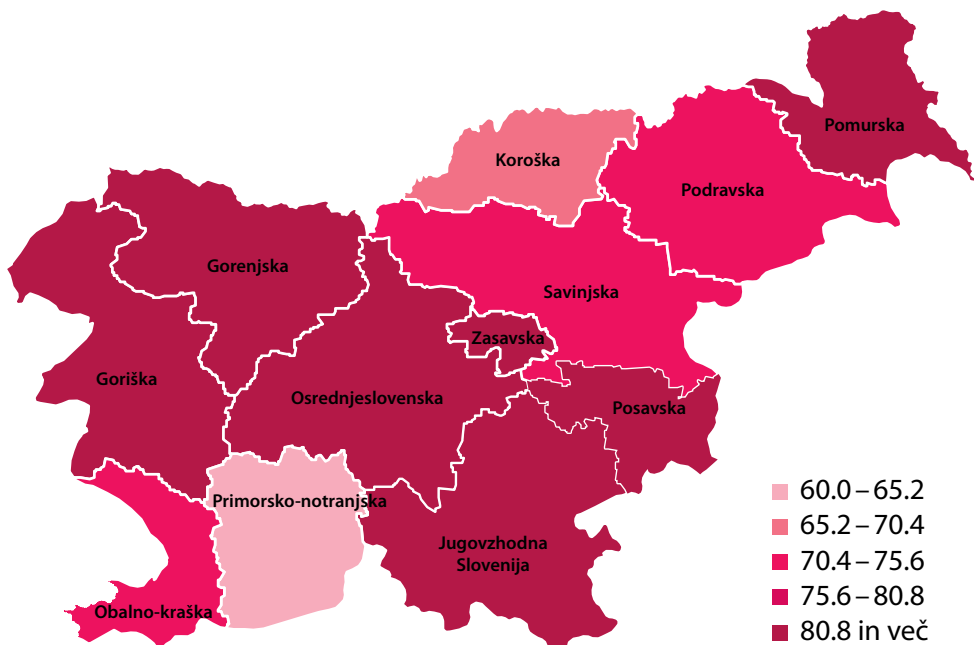 Pomurska
Koroška
Podravska
Gorenjska
Savinjska
Zasavska
Goriška
Osrednjeslovenska
Posavska
Primorsko-notranjska
Jugovzhodna
Slovenija
Obalno-kraška
60.0 – 65.2
65.2 – 70.4
70.4 – 75.6
75.6 – 80.8
80.8 in več